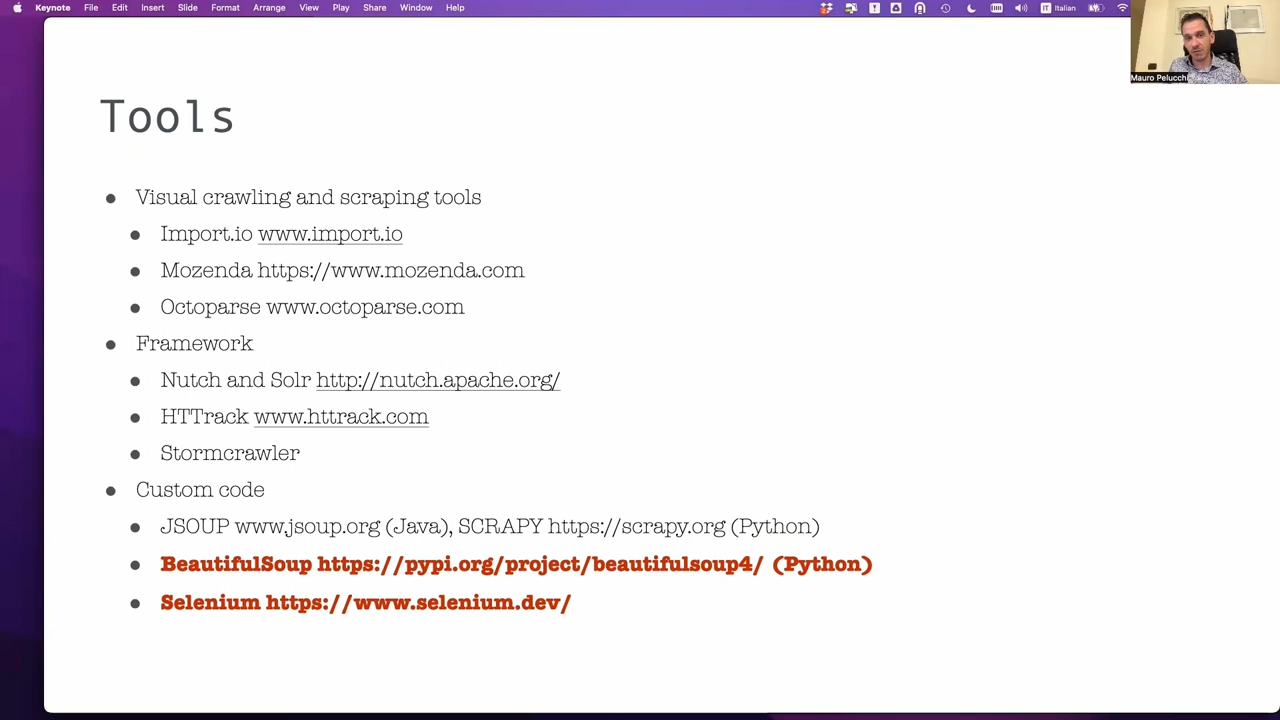 Keynote File Edit Insert Slide Format Arrange View Play Share Window Help Italian
Mauro Pelucchi
Tools
Visual crawling and scraping tools
Import.io www.import.io
Mozenda https://www.mozenda.com
Octoparse www.octoparse.com
Framework
Nutch and Solr http://nutch.apache.org/
HTTrack www.httrack.com
Stormcrawler
Custom code
JSOUP www.jsoup.org (Java), SCRAPY https://scrapy.org (Python)
BeautifulSoup https://pypi.org/project/beautifulsoup4/ (Python)
Selenium https://www.selenium.dev/